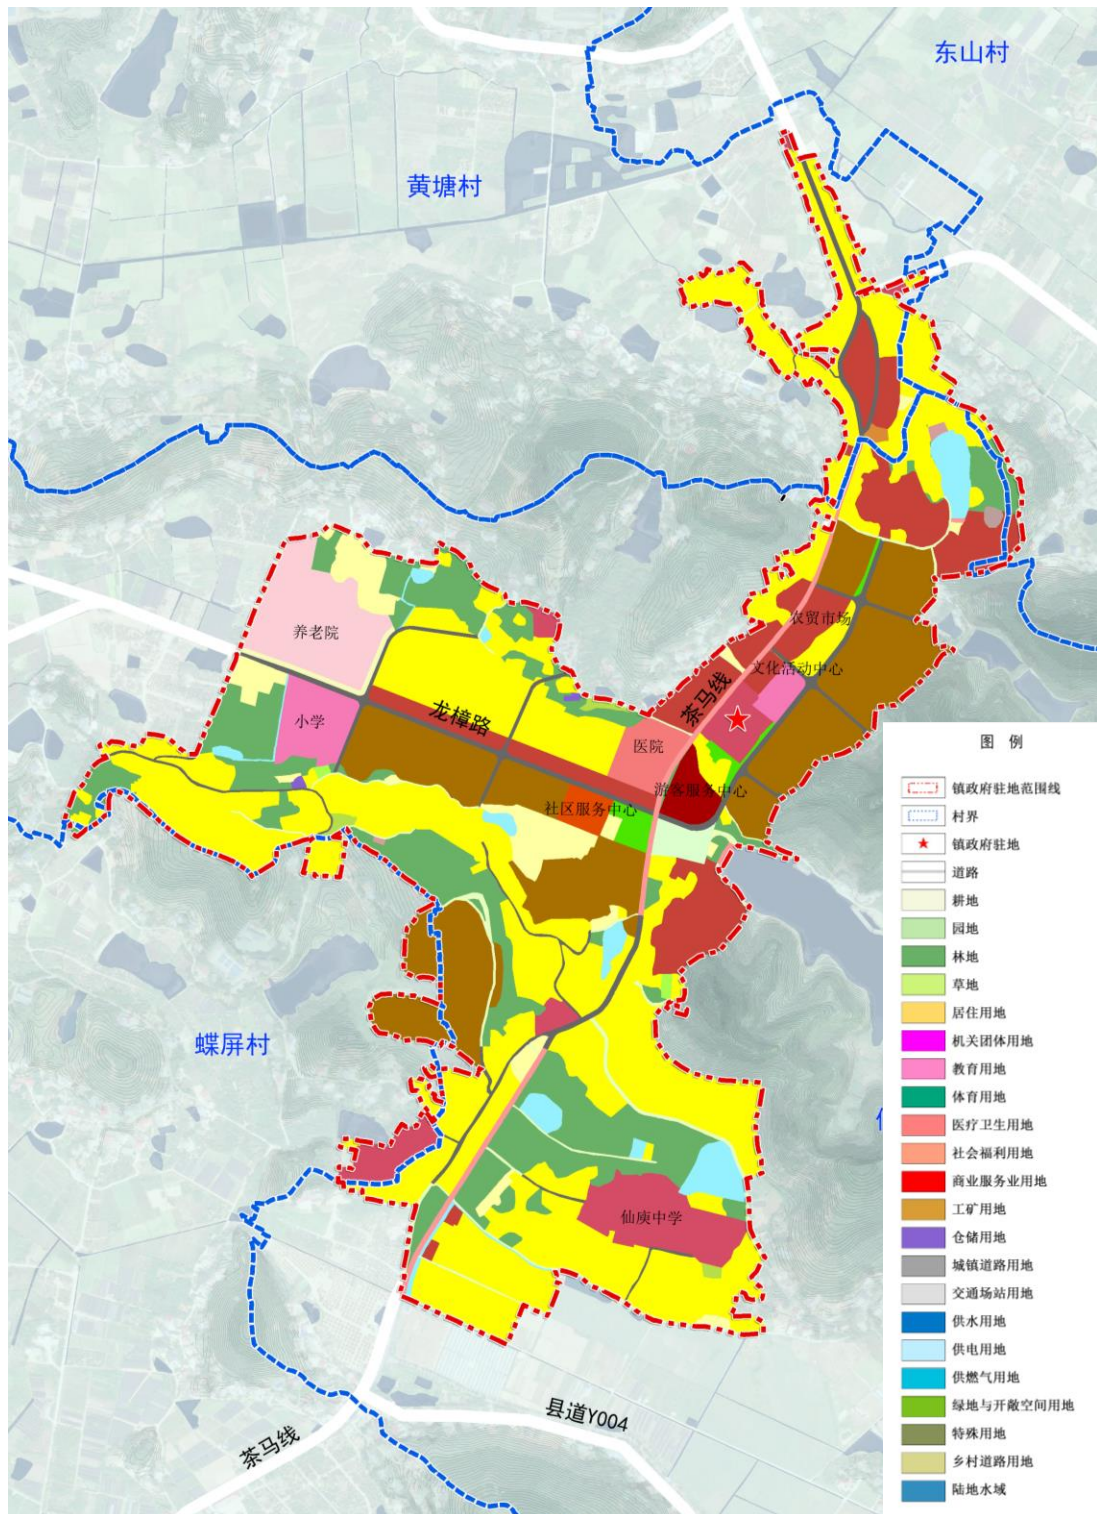 东山村
黄塘村
农贸市场
养老院
文化活动中心
茶马线
龙樟路
小学
医院
游客服务中心
社区服务中心
蝶屏村
仙庾中学
县道Y004
茶马线
图 例
镇政府驻地范围线
村界
镇政府驻地
道路
耕地
园地
林地
草地
居住用地
机关团体用地
教育用地
体育用地
医疗卫生用地
社会福利用地
商业服务业用地
工矿用地
仓储用地
城镇道路用地
交通场站用地
供水用地
供电用地
供燃气用地
绿地与开敞空间用地
特殊用地
乡村道路用地
陆地水域